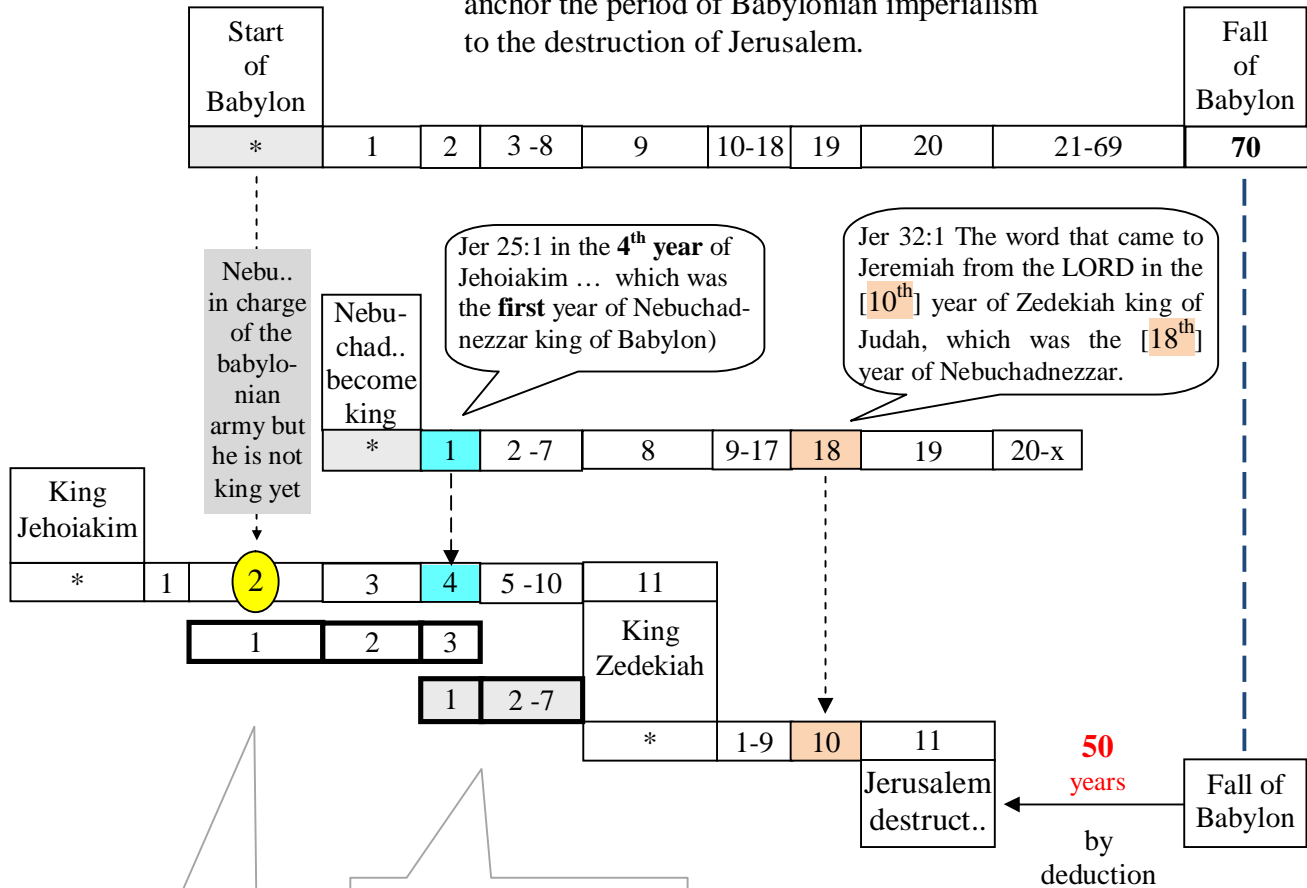 anchor the period of Babylonian imperialism
to the destruction of Jerusalem.
Start
of
Babylon
Fall
of
Babylon
* 1 2 3 -8 9 10-18 19 20 21-69 70
Nebu..
in charge
of the
babylo-
nian
army but
he is not
king yet
Nebu-
chad..
become
king
Jer 25:1 in the 4th year of
Jehoiakim … which was
the first year of Nebuchad-
nezzar king of Babylon)
Jer 32:1 The word that came to
Jeremiah from the LORD in the
[10th] year of Zedekiah king of
Judah, which was the [18th]
year of Nebuchadnezzar.
* 1 2 -7 8 9-17 18 19 20-x
King
Jehoiakim
* 1 2 3 4 5 -10 11
1 2 3
King
Zedekiah
1 2 -7
* 1-9 10 11
Jerusalem
destruct..
50
years
by
deduction
Fall of
Babylon